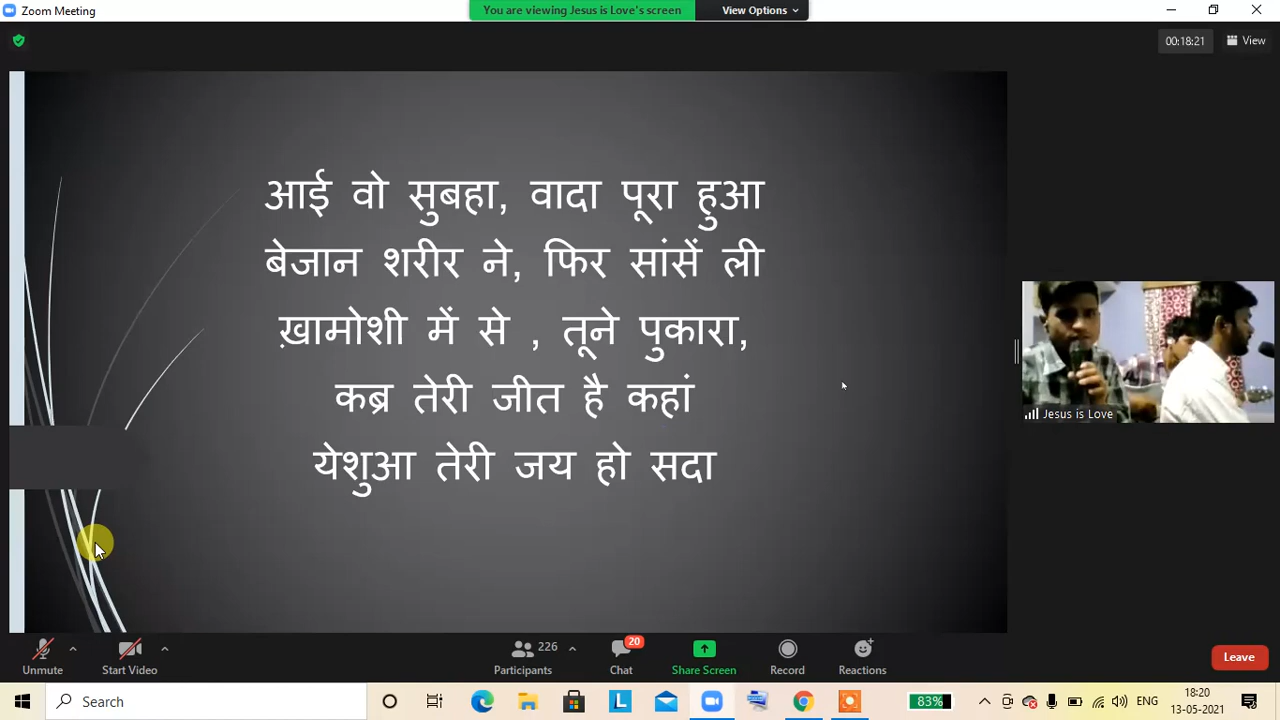 Zoom Meeting
You are viewing Jesus is Love's screen
View Options
00:18:21
View
आई वो सुबहा, वादा पूरा हुआ
बेजान शरीर ने, फिर सांसें ली
ख़ामोशी में से , तूने पुकारा,
कब्र तेरी जीत है कहां
येशुआ तेरी जय हो सदा
Jesus is Love
Unmute
Start Video
226
Participants
20
Chat
Share Screen
Record
Reactions
Leave
Search
L
83%
ENG
18:20
13-05-2021